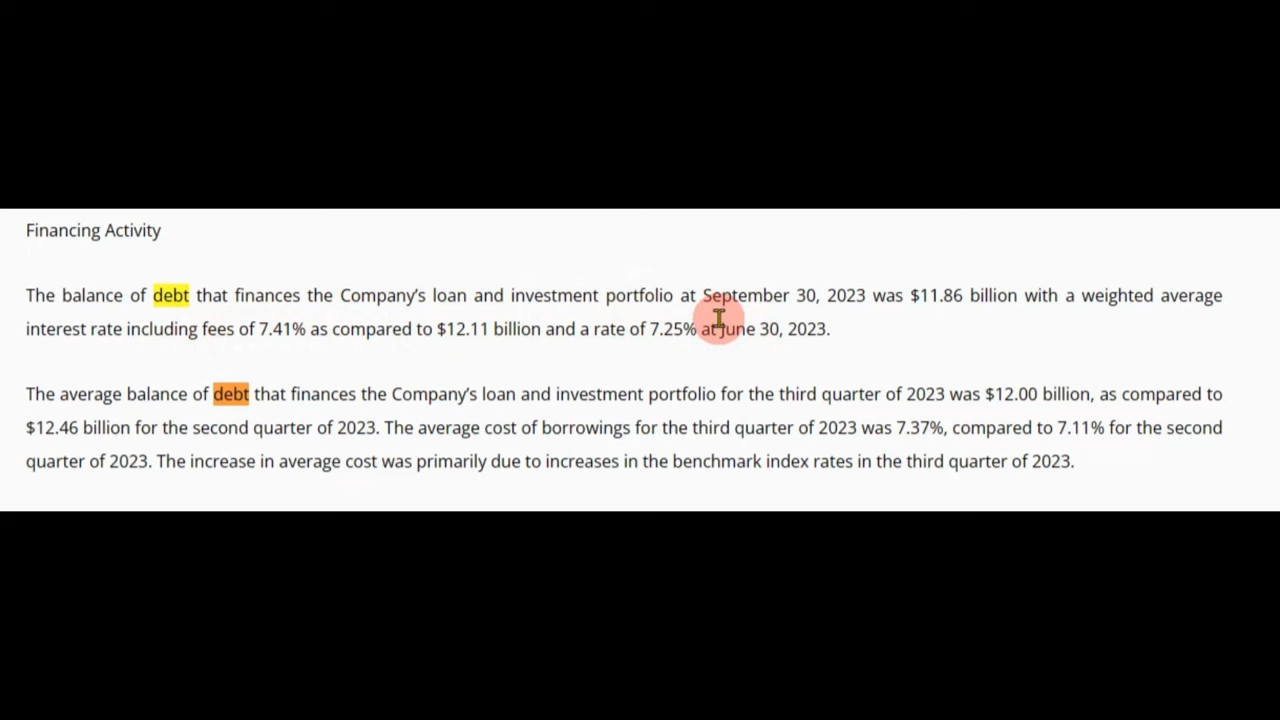 Financing Activity
The balance of debt that finances the Company's loan and investment portfolio at September 30, 2023 was $11.86 billion with a weighted average
interest rate including fees of 7.41% as compared to $12.11 billion and a rate of 7.25% at June 30, 2023.
The average balance of debt that finances the Company's loan and investment portfolio for the third quarter of 2023 was $12.00 billion, as compared to
$12.46 billion for the second quarter of 2023. The average cost of borrowings for the third quarter of 2023 was 7.37%, compared to 7.11% for the second
quarter of 2023. The increase in average cost was primarily due to increases in the benchmark index rates in the third quarter of 2023.